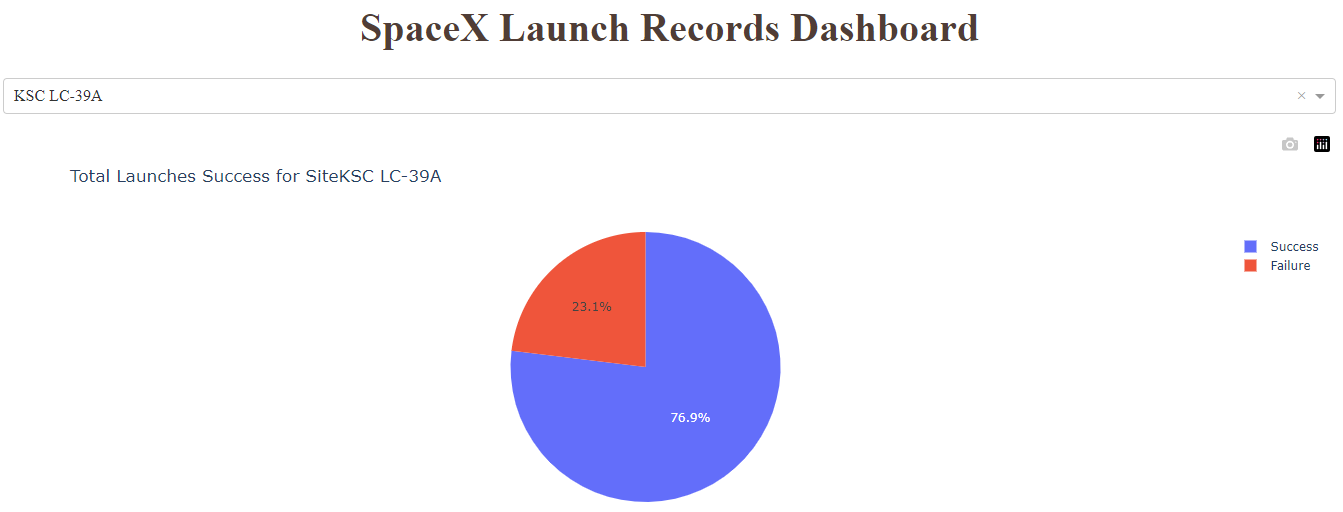 SpaceX Launch Records Dashboard
KSC LC-39A
Total Launches Success for SiteKSC LC-39A
Success
Failure
23.1%
76.9%